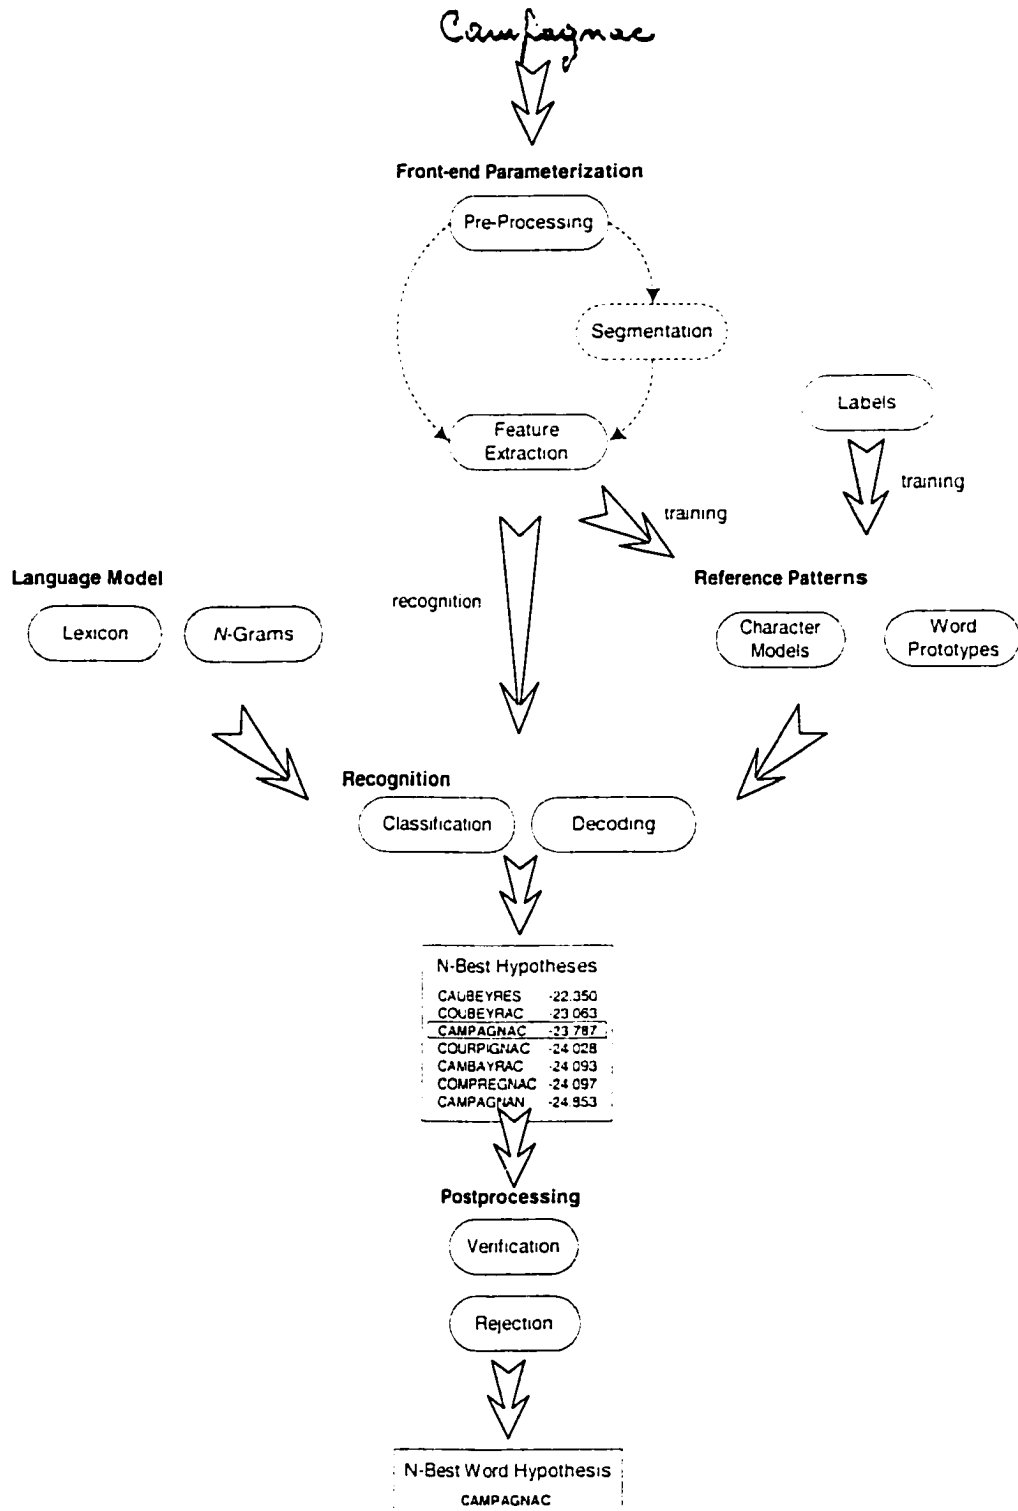 Campagnac
Front-end Parameterization
Pre-Processing
Segmentation
Labels
Feature
Extraction
training
training
Language Model
Reference Patterns
recognition
Lexicon
N-Grams
Character
Models
Word
Prototypes
Recognition
Classification
Decoding
N-Best Hypotheses
CAUBEYRES -22.350
COUBEYRAC -23.063
CAMPAGNAC -23.787
COURPIGNAC -24.028
CAMBAYRAC -24.093
COMPREGNAC -24.097
CAMPAGNAN -24.853
Postprocessing
Verification
Rejection
N-Best Word Hypothesis
CAMPAGNAC